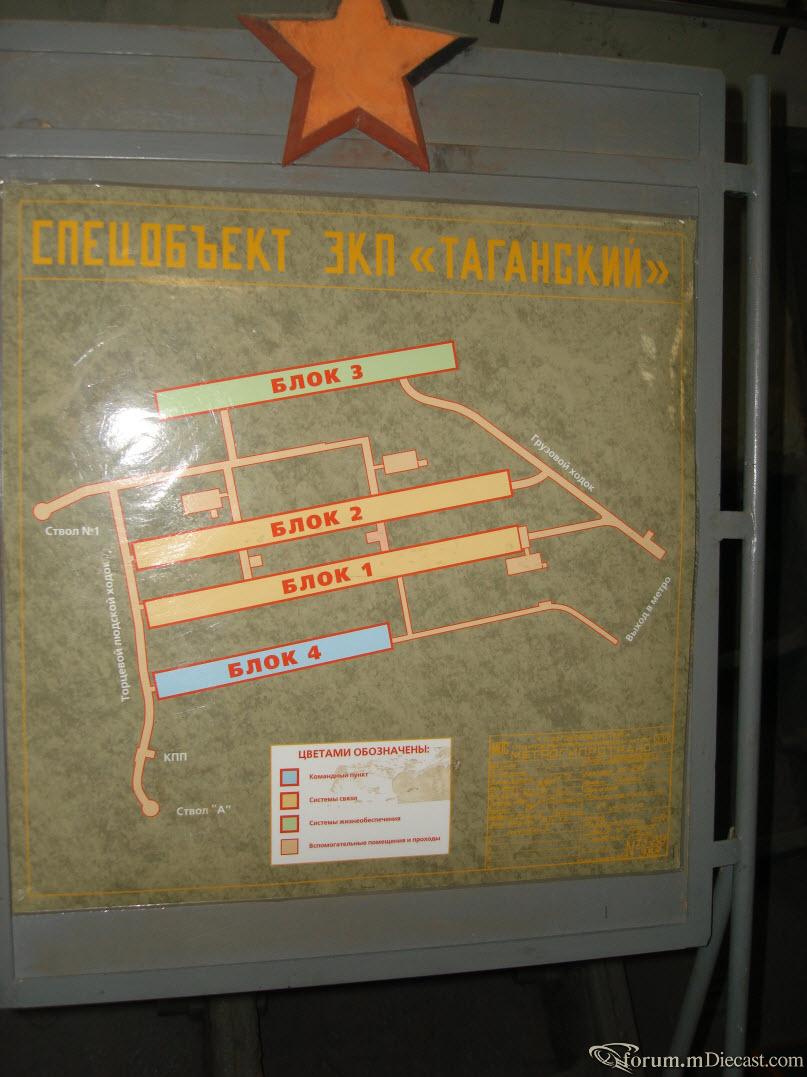 СПЕЦОБЪЕКТ ЗКП «ТАГАНСКИЙ»
БЛОК 3
Грузовой ходок
Ствол №1
БЛОК 2
БЛОК 1
Торцевой людской ходок
Выход в метро
БЛОК 4
КПП
Ствол "А"
ЦВЕТАМИ ОБОЗНАЧЕНЫ:
Командный пункт
Системы связи
Системы жизнеобеспечения
Вспомогательные помещения и проходы
forum.mDiecast.com